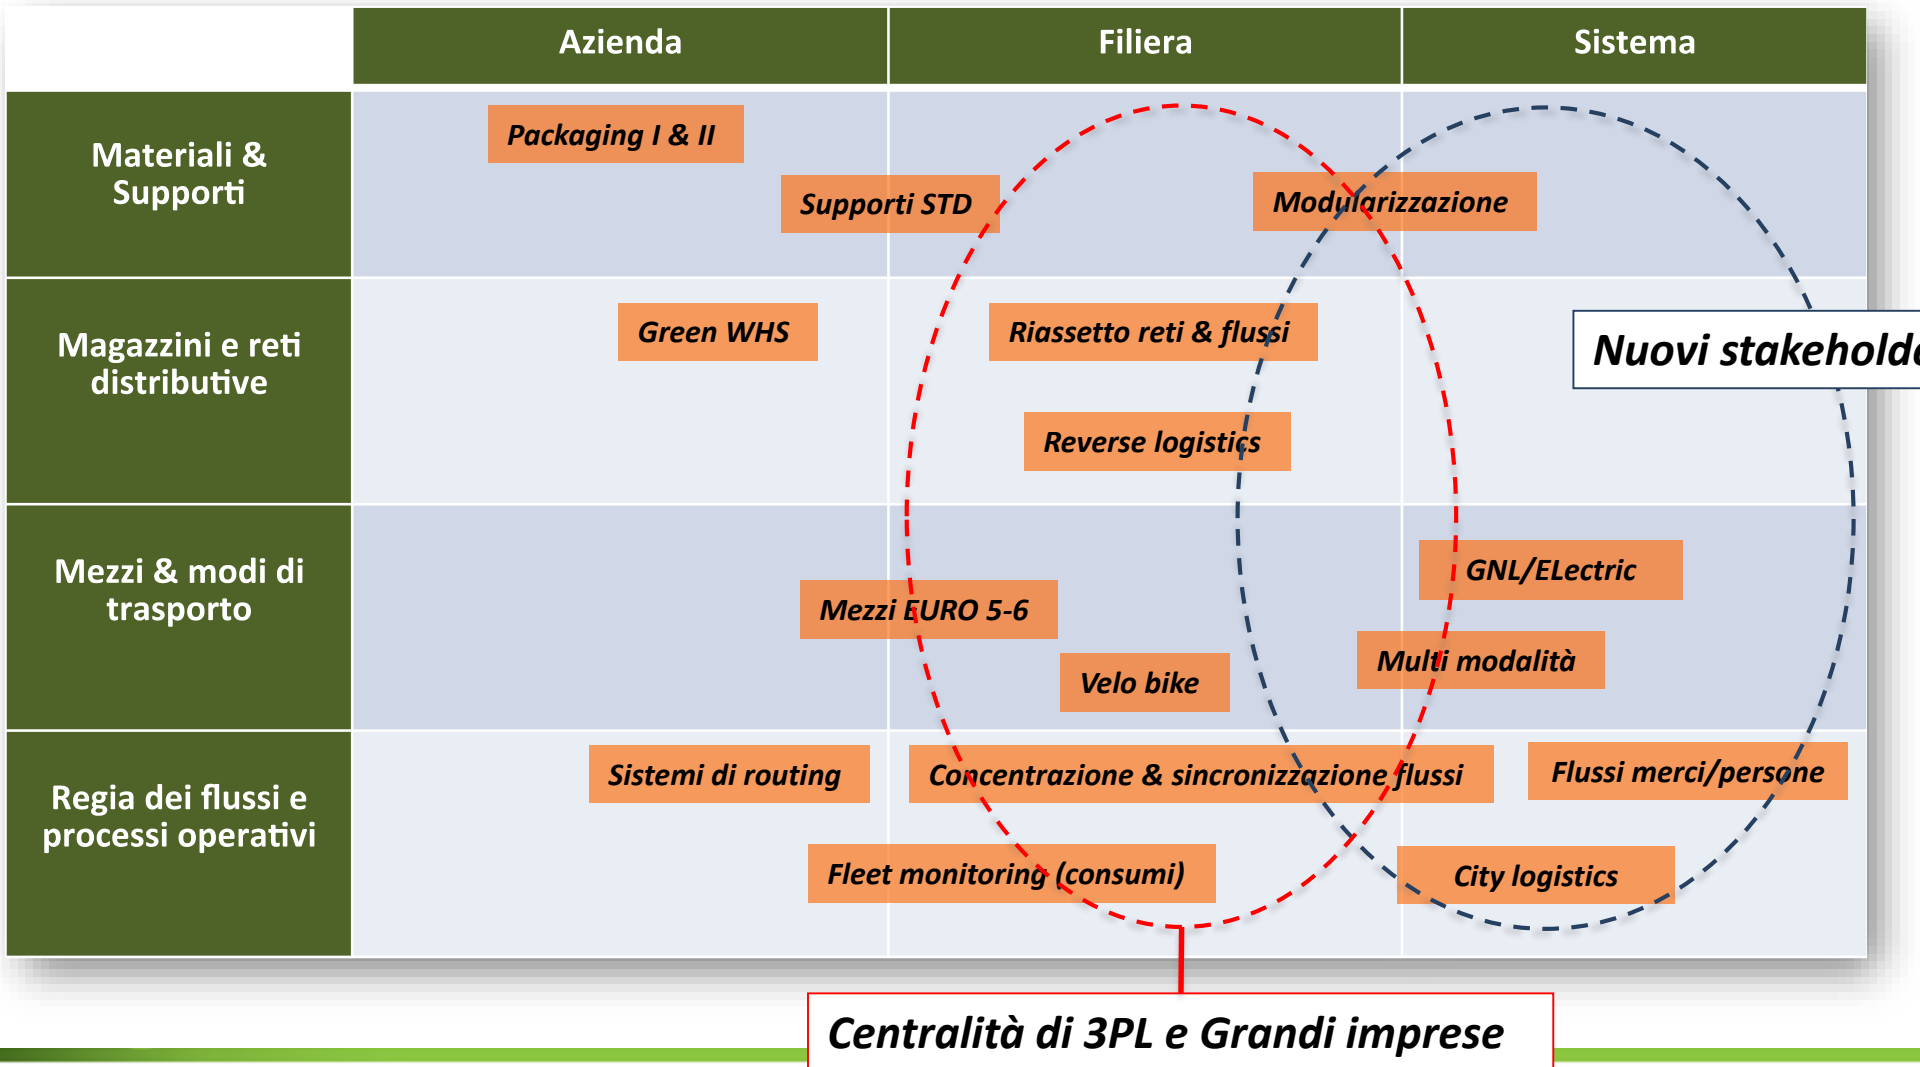 Azienda
Filiera
Sistema
Materiali &
Supporti
Packaging I & II
Supporti STD
Modularizzazione
Magazzini e reti
distributive
Green WHS
Riassetto reti & flussi
Reverse logistics
Nuovi
Mezzi & modi di
trasporto
Mezzi EURO 5-6
Velo bike
GNL/ELectric
Multi modalità
Regia dei flussi e
processi operativi
Sistemi di routing
Concentrazione & sincronizzazione flussi
Flussi merci/persone
Fleet monitoring (consumi)
City logistics
Centralità di 3PL e Grandi imprese